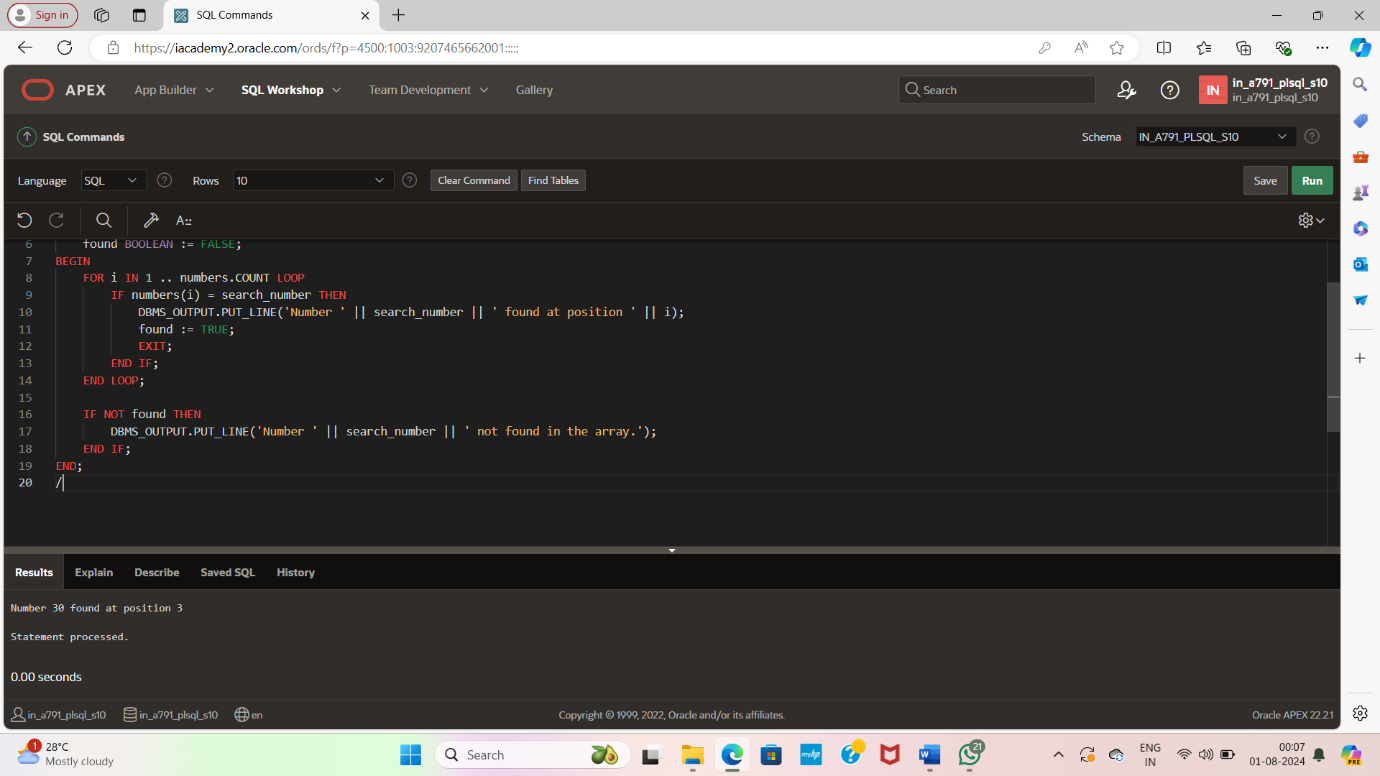 Sign in
SQL Commands
https://iacademy2.oracle.com/ords/f?p=4500:1003:9207465662001:::::
APEX App Builder SQL Workshop Team Development Gallery Search IN in_a791_plsql_s10
in_a791_plsql_s10
SQL Commands Schema IN_A791_PLSQL_S10
Language SQL Rows 10 Clear Command Find Tables Save Run
6 found BOOLEAN := FALSE;
7 BEGIN
8 FOR i IN 1 .. numbers.COUNT LOOP
9 IF numbers(i) = search_number THEN
10 DBMS_OUTPUT.PUT_LINE('Number ' || search_number || ' found at position ' || i);
11 found := TRUE;
12 EXIT;
13 END IF;
14 END LOOP;
15
16 IF NOT found THEN
17 DBMS_OUTPUT.PUT_LINE('Number ' || search_number || ' not found in the array.');
18 END IF;
19 END;
20 /
Results Explain Describe Saved SQL History
Number 30 found at position 3
Statement processed.
0.00 seconds
in_a791_plsql_s10 in_a791_plsql_s10 en Copyright © 1999, 2022, Oracle and/or its affiliates. Oracle APEX 22.2.1
1 28°C
Mostly cloudy
Search
21
ENG
IN
00:07
01-08-2024
PRE